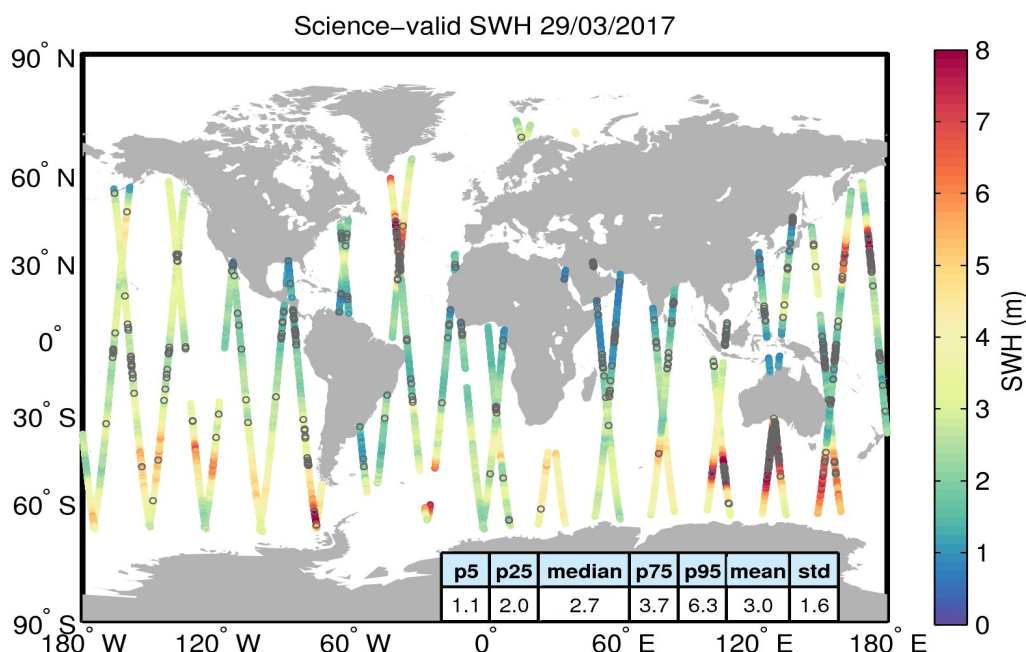 Science−valid SWH 29/03/2017
90° N
60° N
30° N
0°
30° S
60° S
90° S
180° W
120° W
60° W
0°
60° E
120° E
180° E
p5 p25 median p75 p95 mean std
1.1 2.0 2.7 3.7 6.3 3.0 1.6
8
7
6
5
4
3
2
1
0
SWH (m)